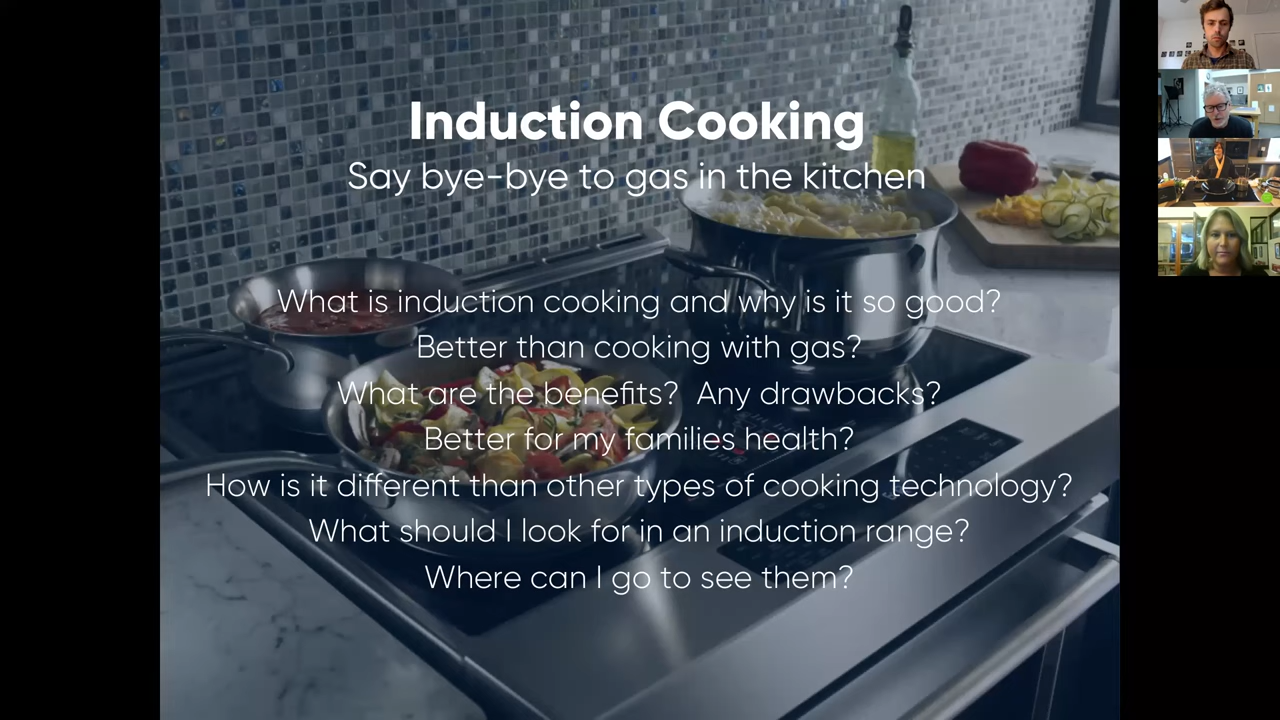 Induction Cooking
Say bye-bye to gas in the kitchen
What is induction cooking and why is it so good?
Better than cooking with gas?
What are the benefits? Any drawbacks?
Better for my families health?
How is it different than other types of cooking technology?
What should I look for in an induction range?
Where can I go to see them?